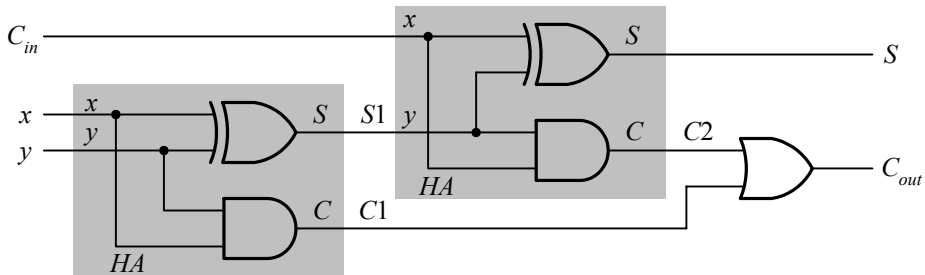 x S
C_in S
x x S S1 y C C2
y y C_out
HA
C C1
HA